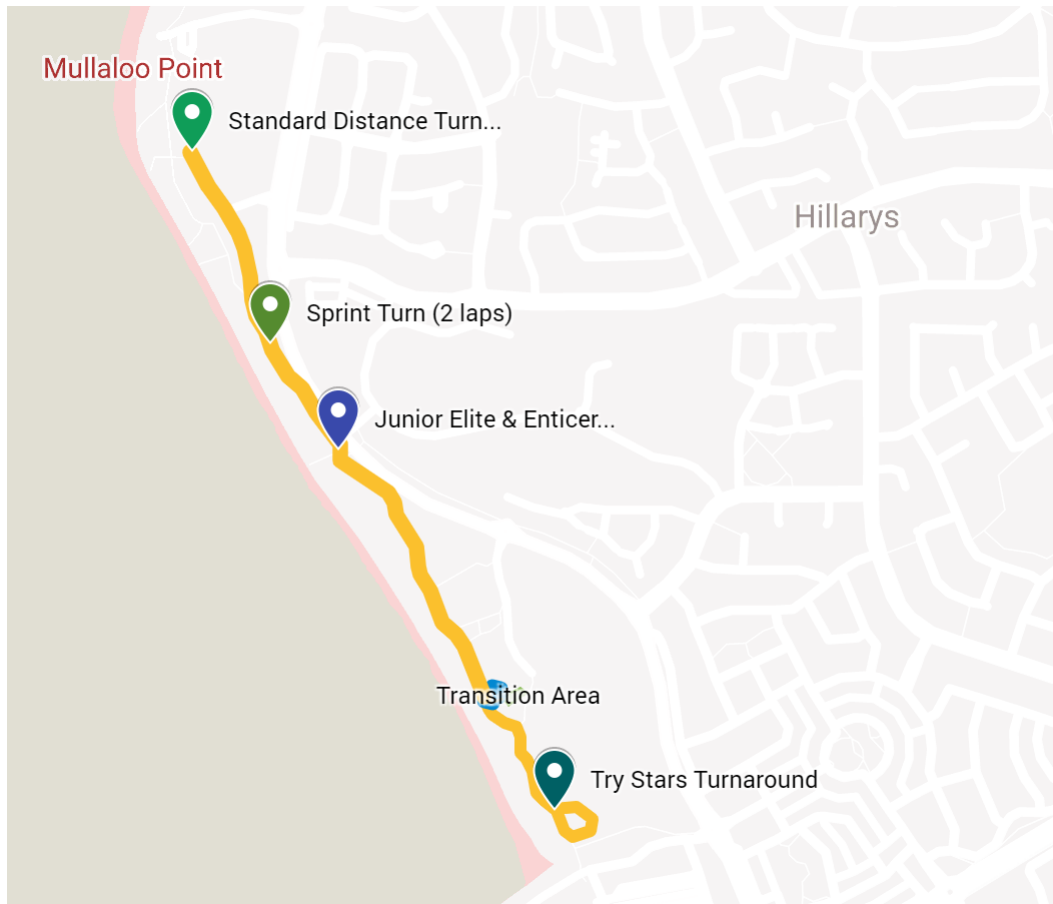 Mullaloo Point
Standard Distance Turn...
Hillarys
Sprint Turn (2 laps)
Junior Elite & Enticer...
Transition Area
Try Stars Turnaround